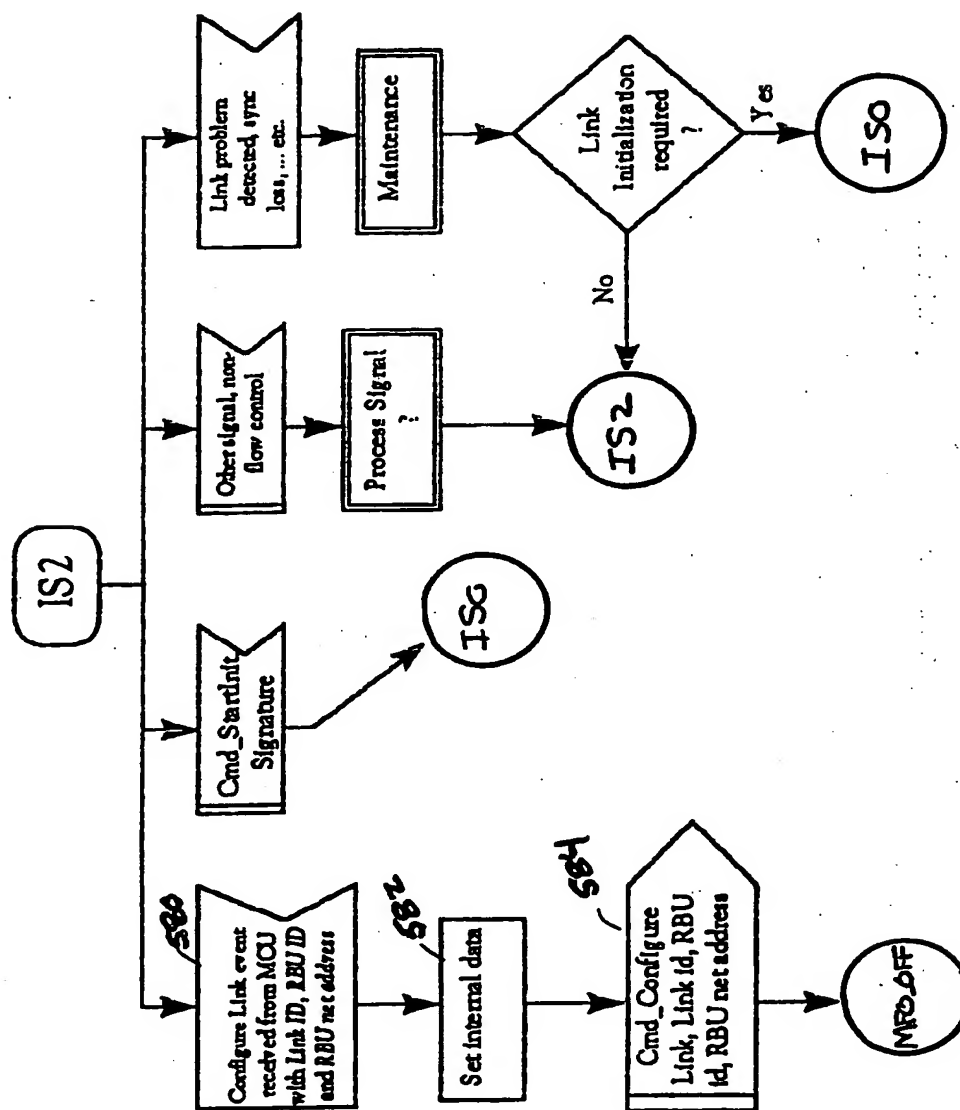 IS2
580
Configure Link event
received from MCU
with Link ID, RBU ID
and RBU net address
582
Set internal data
584
Cmd_Configure
Link, Link id, RBU
id, RBU net address
MFO_OFF
Cmd_StartInit
Signature
IS0
Other signal, non-
flow control
Process Signal
?
IS2
Link problem
detected, sync
loss, ... etc.
Maintenance
Link
Initialization
required
?
No
Yes
IS0